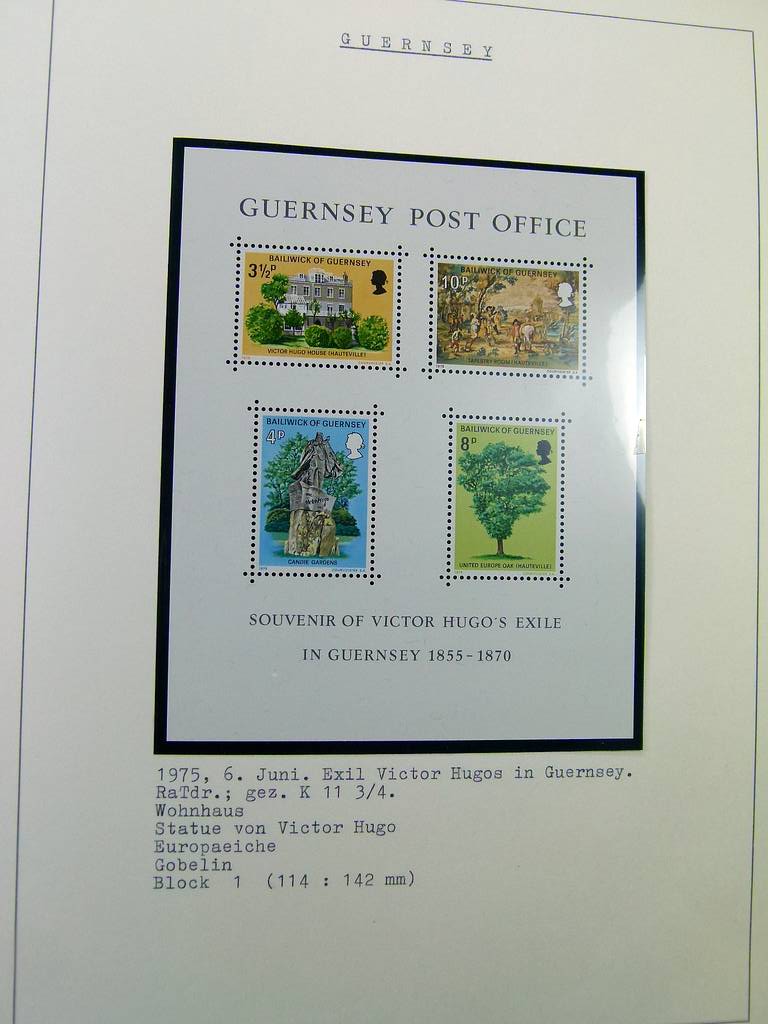 GUERNSEY
GUERNSEY POST OFFICE
BAILIWICK OF GUERNSEY
3½P
VICTOR HUGO HOUSE (HAUTEVILLE)
BAILIWICK OF GUERNSEY
10P
TAPESTRY ROOM (HAUTEVILLE)
BAILIWICK OF GUERNSEY
4P
CANDIE GARDENS
BAILIWICK OF GUERNSEY
8P
UNITED EUROPE OAK (HAUTEVILLE)
SOUVENIR OF VICTOR HUGO'S EXILE
IN GUERNSEY 1855-1870
1975, 6. Juni. Exil Victor Hugos in Guernsey.
RaTdr.; gez. K 11 3/4.
Wohnhaus
Statue von Victor Hugo
Europaeiche
Gobelin
Block 1 (114 : 142 mm)